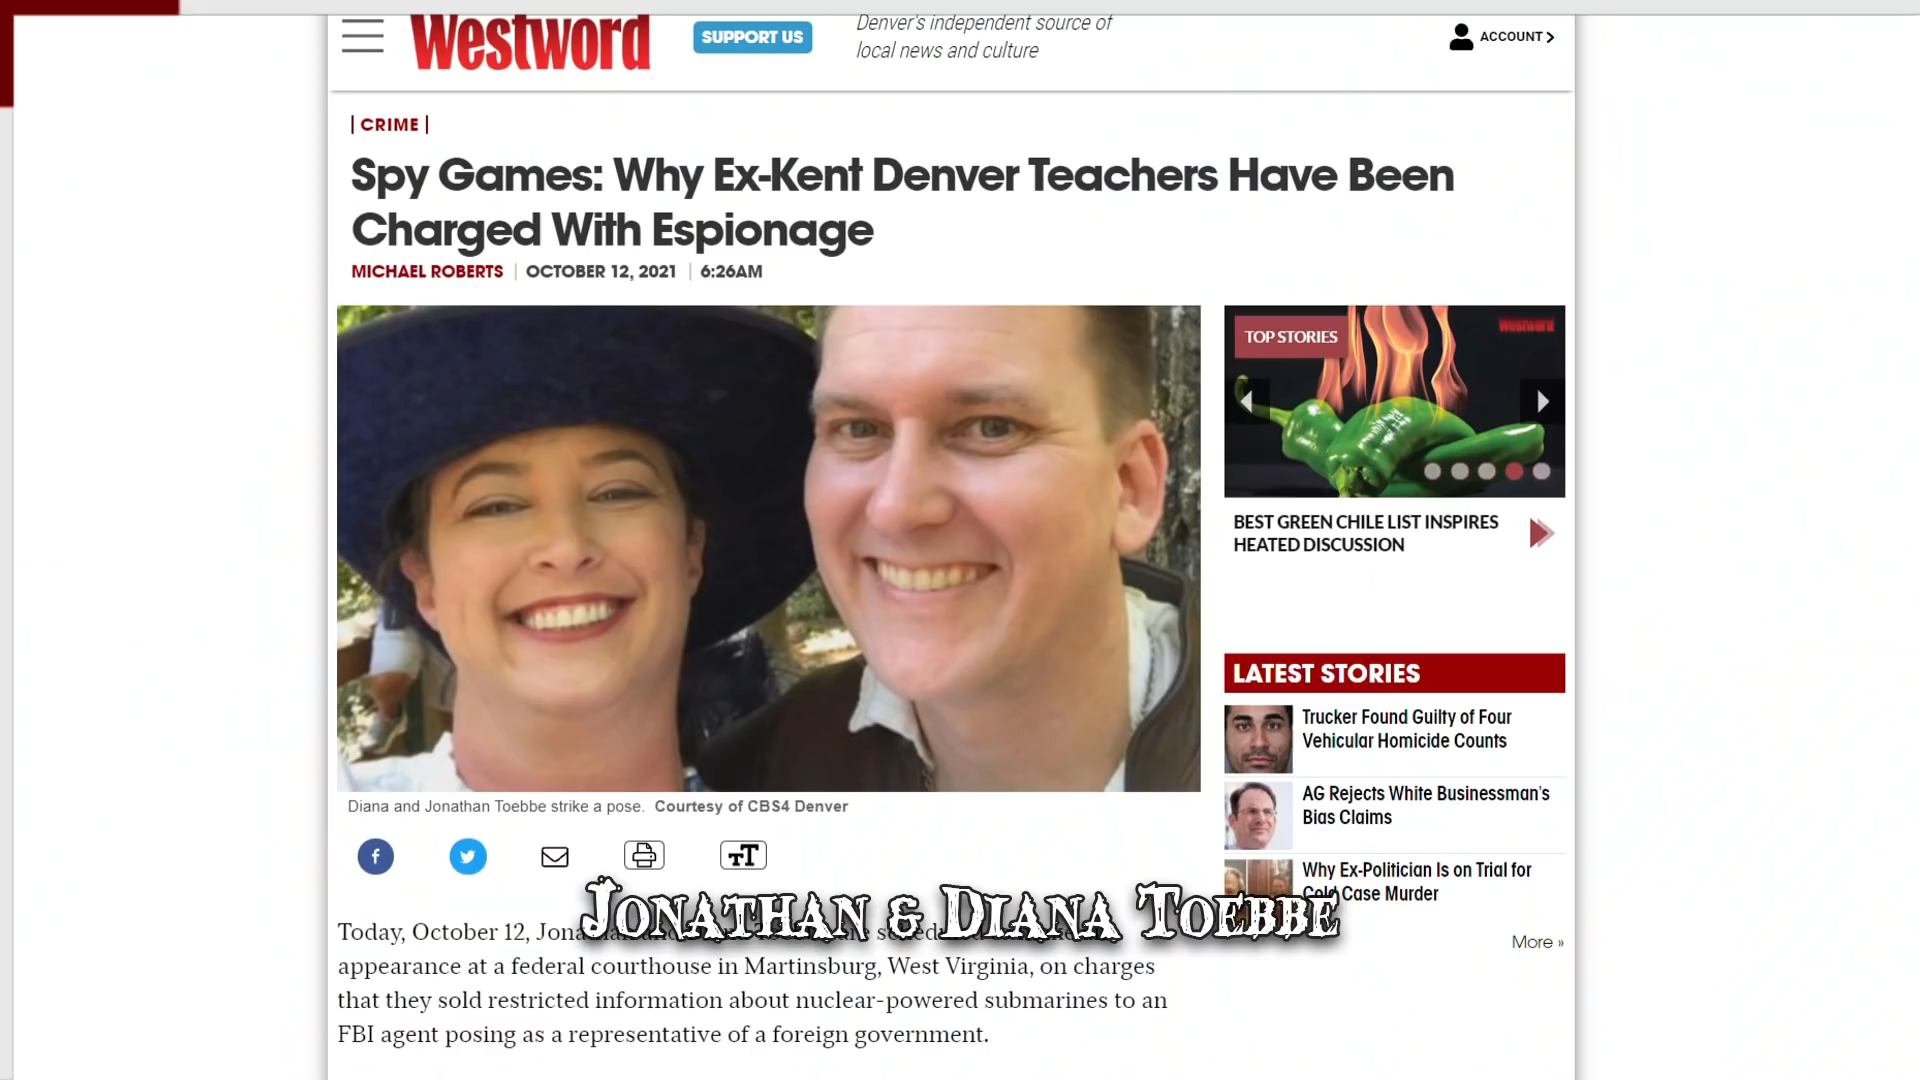 Westword
SUPPORT US
Denver's independent source of
local news and culture
ACCOUNT
| CRIME |
Spy Games: Why Ex-Kent Denver Teachers Have Been
Charged With Espionage
MICHAEL ROBERTS | OCTOBER 12, 2021 | 6:26AM
TOP STORIES
Westword
BEST GREEN CHILE LIST INSPIRES
HEATED DISCUSSION
LATEST STORIES
Trucker Found Guilty of Four
Vehicular Homicide Counts
AG Rejects White Businessman's
Bias Claims
Why Ex-Politician Is on Trial for
Cold Case Murder
More »
Diana and Jonathan Toebbe strike a pose. Courtesy of CBS4 Denver
f
TT
JONATHAN & DIANA TOEBBE
Today, October 12,
appearance at a federal courthouse in Martinsburg, West Virginia, on charges
that they sold restricted information about nuclear-powered submarines to an
FBI agent posing as a representative of a foreign government.